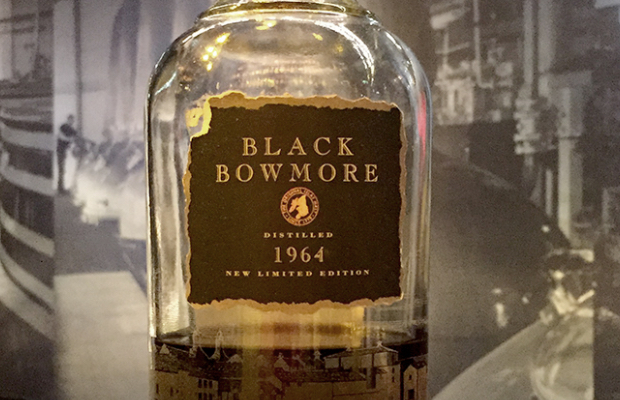 BLACK
BOWMORE
DISTILLED
1964
NEW LIMITED EDITION